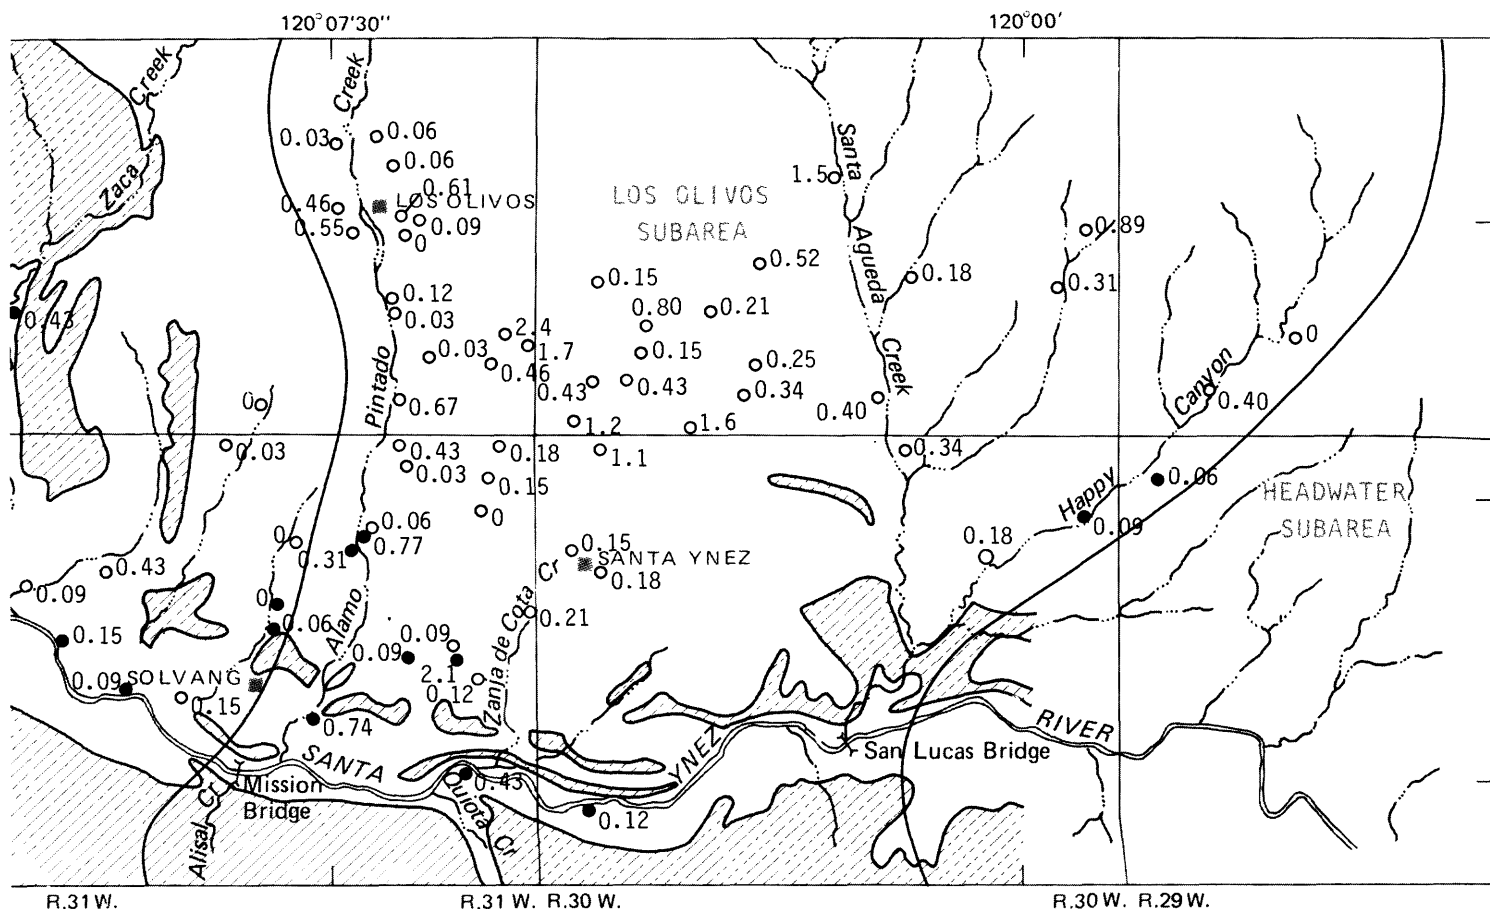 120°07'30"
120°00'
Creek
Zaca
Creek
Santa
Agueda
Creek
0.03
0.06
0.06
0.61
LOS OLIVOS
0.46
0.09
0.55
0
LOS OLIVOS
SUBAREA
1.5
0.89
0.52
0.15
0.18
0.31
0.12
0.80
0.21
0.43
0.03
2.4
0
0.03
1.7
0.15
0.25
Pintado
0.46
0.43
0.43
0.34
Canyon
0
0.67
0.40
0.40
1.2
1.6
0.03
0.43
0.18
1.1
0.34
0.03
0.15
0.06
Happy
HEADWATER
SUBAREA
0
0.06
0.09
0
0.77
0.31
0.15
0.18
SANTA YNEZ
0.43
0.18
0.09
Zanja de Cota Cr
0
0.21
Alamo
0.06
0.15
0.09
0.09
2.1
0.12
0.09
SOLVANG
0.15
0.74
SANTA
YNEZ
RIVER
San Lucas Bridge
Mission
Bridge
0.43
Alisal Cr
Quiota Cr
0.12
R.31W.
R.31W. R.30W.
R.30W. R.29W.